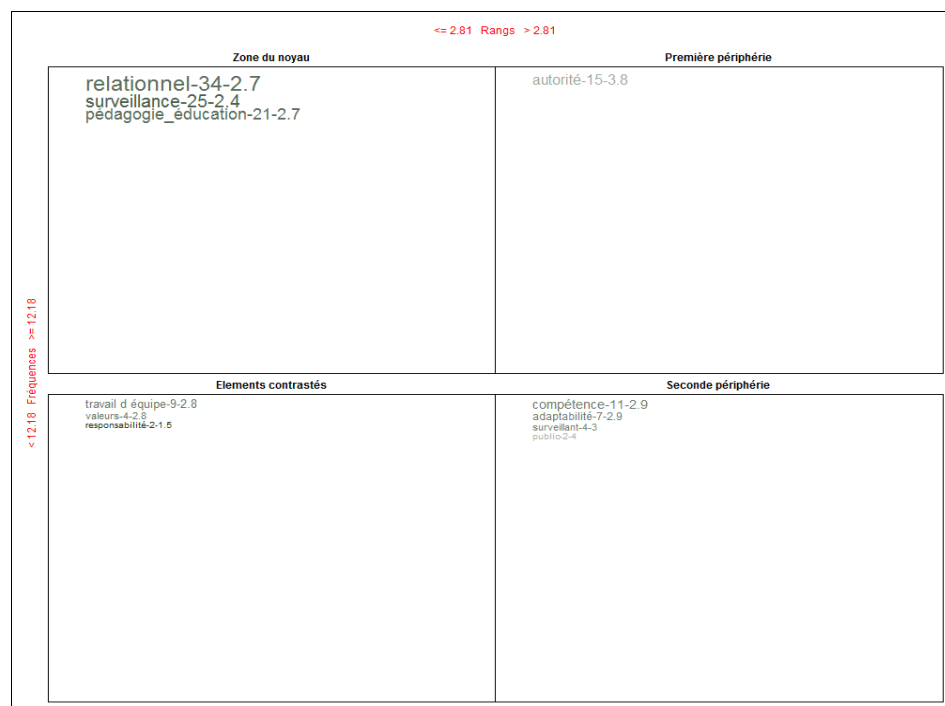 <= 2.81 Rangs > 2.81
Zone du noyau
Première périphérie
relationnel-34-2.7
surveillance-25-2.4
pédagogie_éducation-21-2.7
autorité-15-3.8
< 12.18 Fréquences >= 12.18
Elements contrastés
Seconde périphérie
travail d équipe-9-2.8
valeurs-4-2.8
responsabilité-2-1.5
compétence-11-2.9
adaptabilité-7-2.9
surveillant-4-3
public-2-4